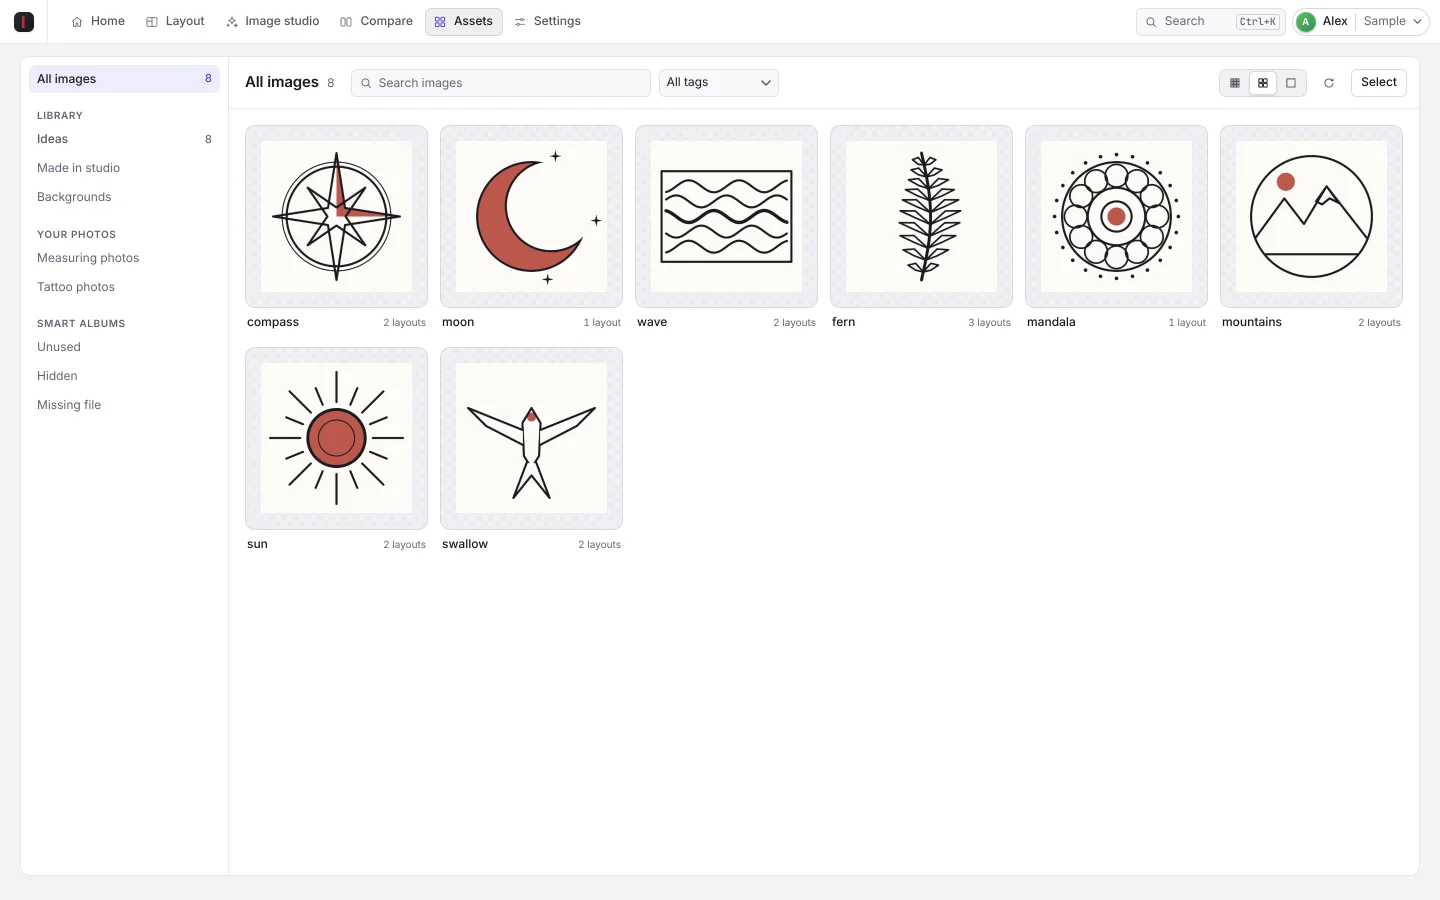 Home
Layout
Image studio
Compare
Assets
Settings
Search Ctrl+K
A Alex Sample
All images 8
LIBRARY
Ideas 8
Made in studio
Backgrounds
YOUR PHOTOS
Measuring photos
Tattoo photos
SMART ALBUMS
Unused
Hidden
Missing file
All images 8
Search images
All tags
Select
compass 2 layouts
moon 1 layout
wave 2 layouts
fern 3 layouts
mandala 1 layout
mountains 2 layouts
sun 2 layouts
swallow 2 layouts